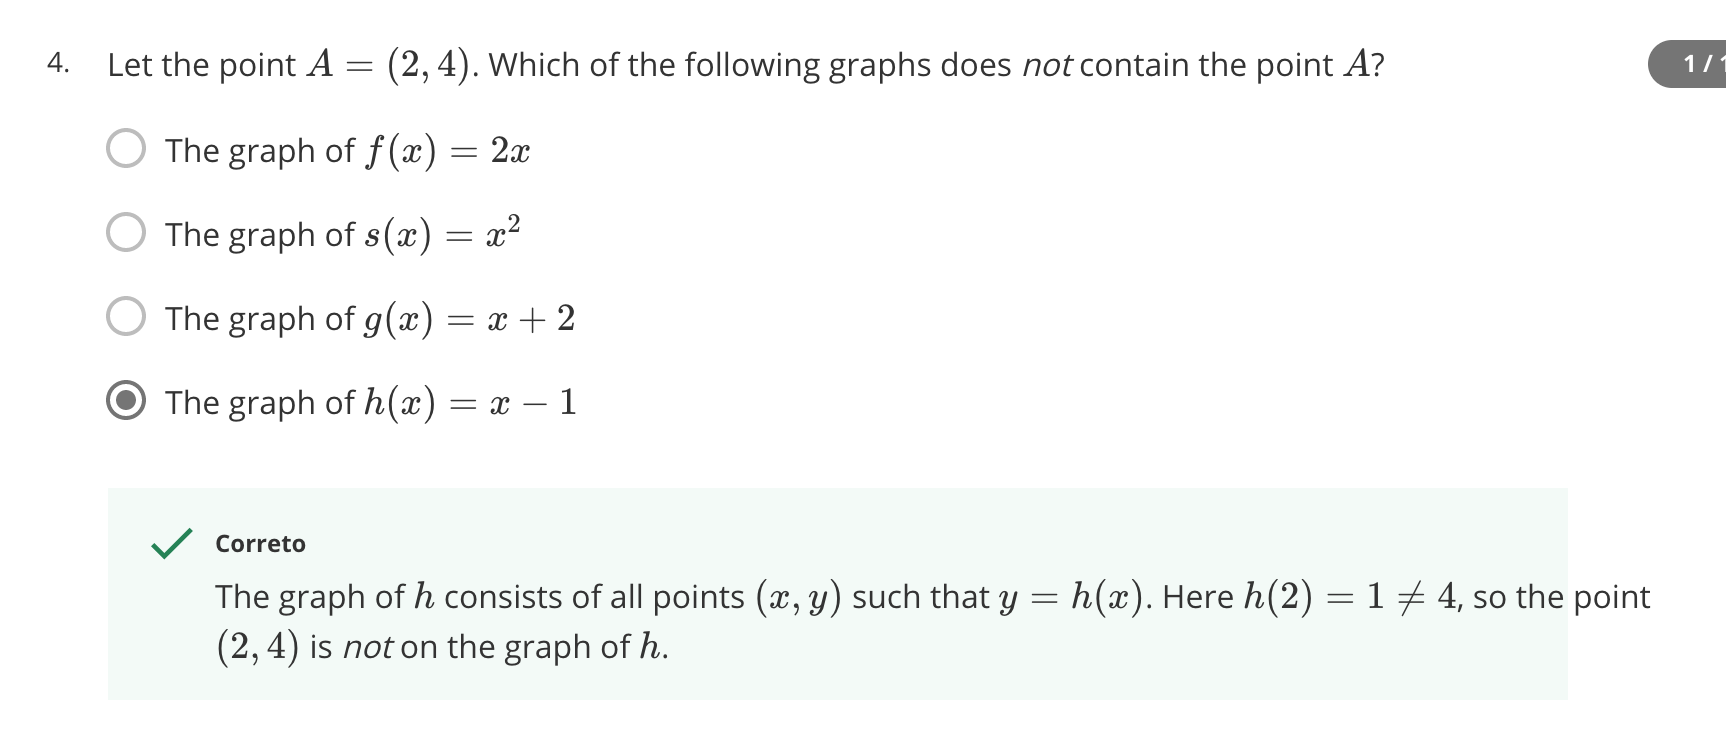 4. Let the point A = (2, 4). Which of the following graphs does not contain the point A?
1 / 1
The graph of f(x) = 2x
The graph of s(x) = x²
The graph of g(x) = x + 2
The graph of h(x) = x − 1
Correto
The graph of h consists of all points (x, y) such that y = h(x). Here h(2) = 1 ≠ 4, so the point
(2, 4) is not on the graph of h.